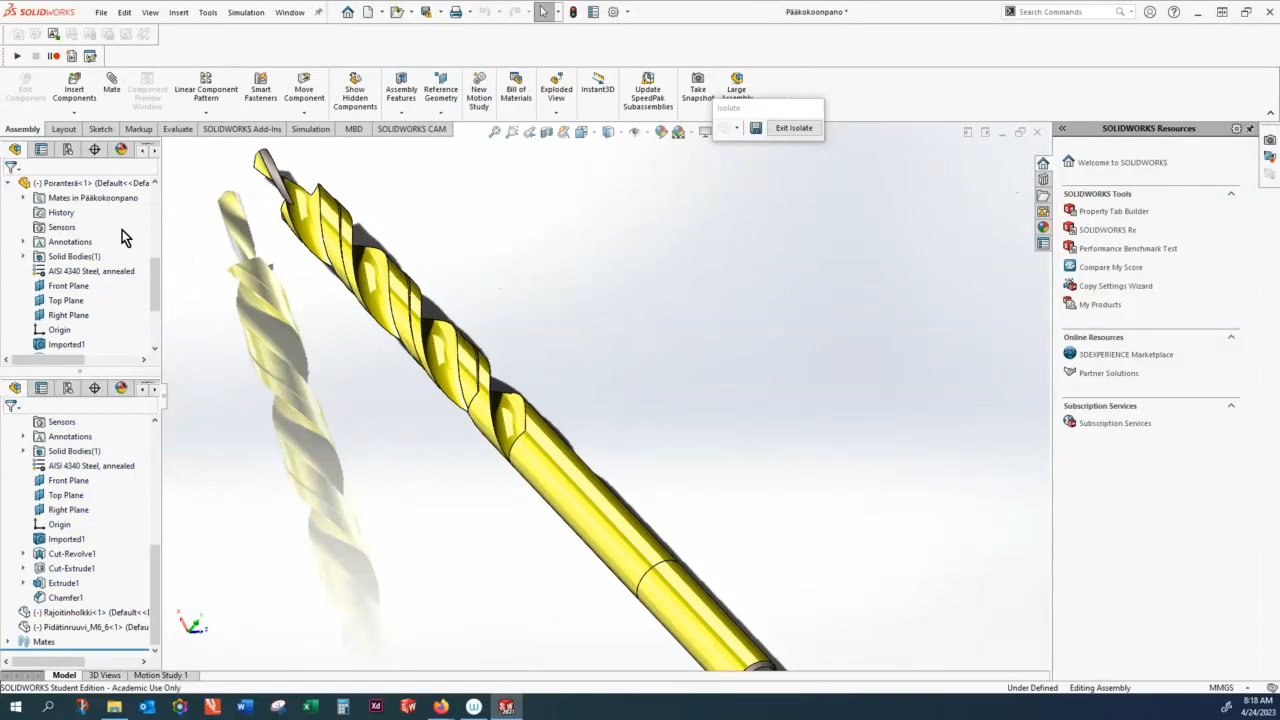 SOLIDWORKS File Edit View Insert Tools Simulation Window Pääkokoonpano * Search Commands
Edit Component
Insert Components
Mate
Component Preview Window
Linear Component Pattern
Smart Fasteners
Move Component
Show Hidden Components
Assembly Features
Reference Geometry
New Motion Study
Bill of Materials
Exploded View
Instant3D
Update SpeedPak Subassemblies
Take Snapshot
Large
Isolate
Exit Isolate
Assembly Layout Sketch Markup Evaluate SOLIDWORKS Add-Ins Simulation MBD SOLIDWORKS CAM
(-) Poranterä<1> (Default<<Defa
Mates in Pääkokoonpano
History
Sensors
Annotations
Solid Bodies(1)
AISI 4340 Steel, annealed
Front Plane
Top Plane
Right Plane
Origin
Imported1
Sensors
Annotations
Solid Bodies(1)
AISI 4340 Steel, annealed
Front Plane
Top Plane
Right Plane
Origin
Imported1
Cut-Revolve1
Cut-Extrude1
Extrude1
Chamfer1
(-) Rajoitinholkki<1> (Default<<D
(-) Pidätinruuvi_M6_6<1> (Defau
Mates
SOLIDWORKS Resources
Welcome to SOLIDWORKS
SOLIDWORKS Tools
Property Tab Builder
SOLIDWORKS Rx
Performance Benchmark Test
Compare My Score
Copy Settings Wizard
My Products
Online Resources
3DEXPERIENCE Marketplace
Partner Solutions
Subscription Services
Subscription Services
Model 3D Views Motion Study 1
SOLIDWORKS Student Edition - Academic Use Only Under Defined Editing Assembly MMGS
8:18 AM
4/24/2023